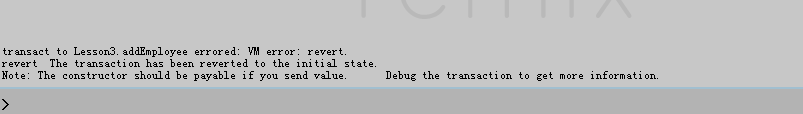 remix
transact to Lesson3.addEmployee errored: VM error: revert.
revert The transaction has been reverted to the initial state.
Note: The constructor should be payable if you send value. Debug the transaction to get more information.
>